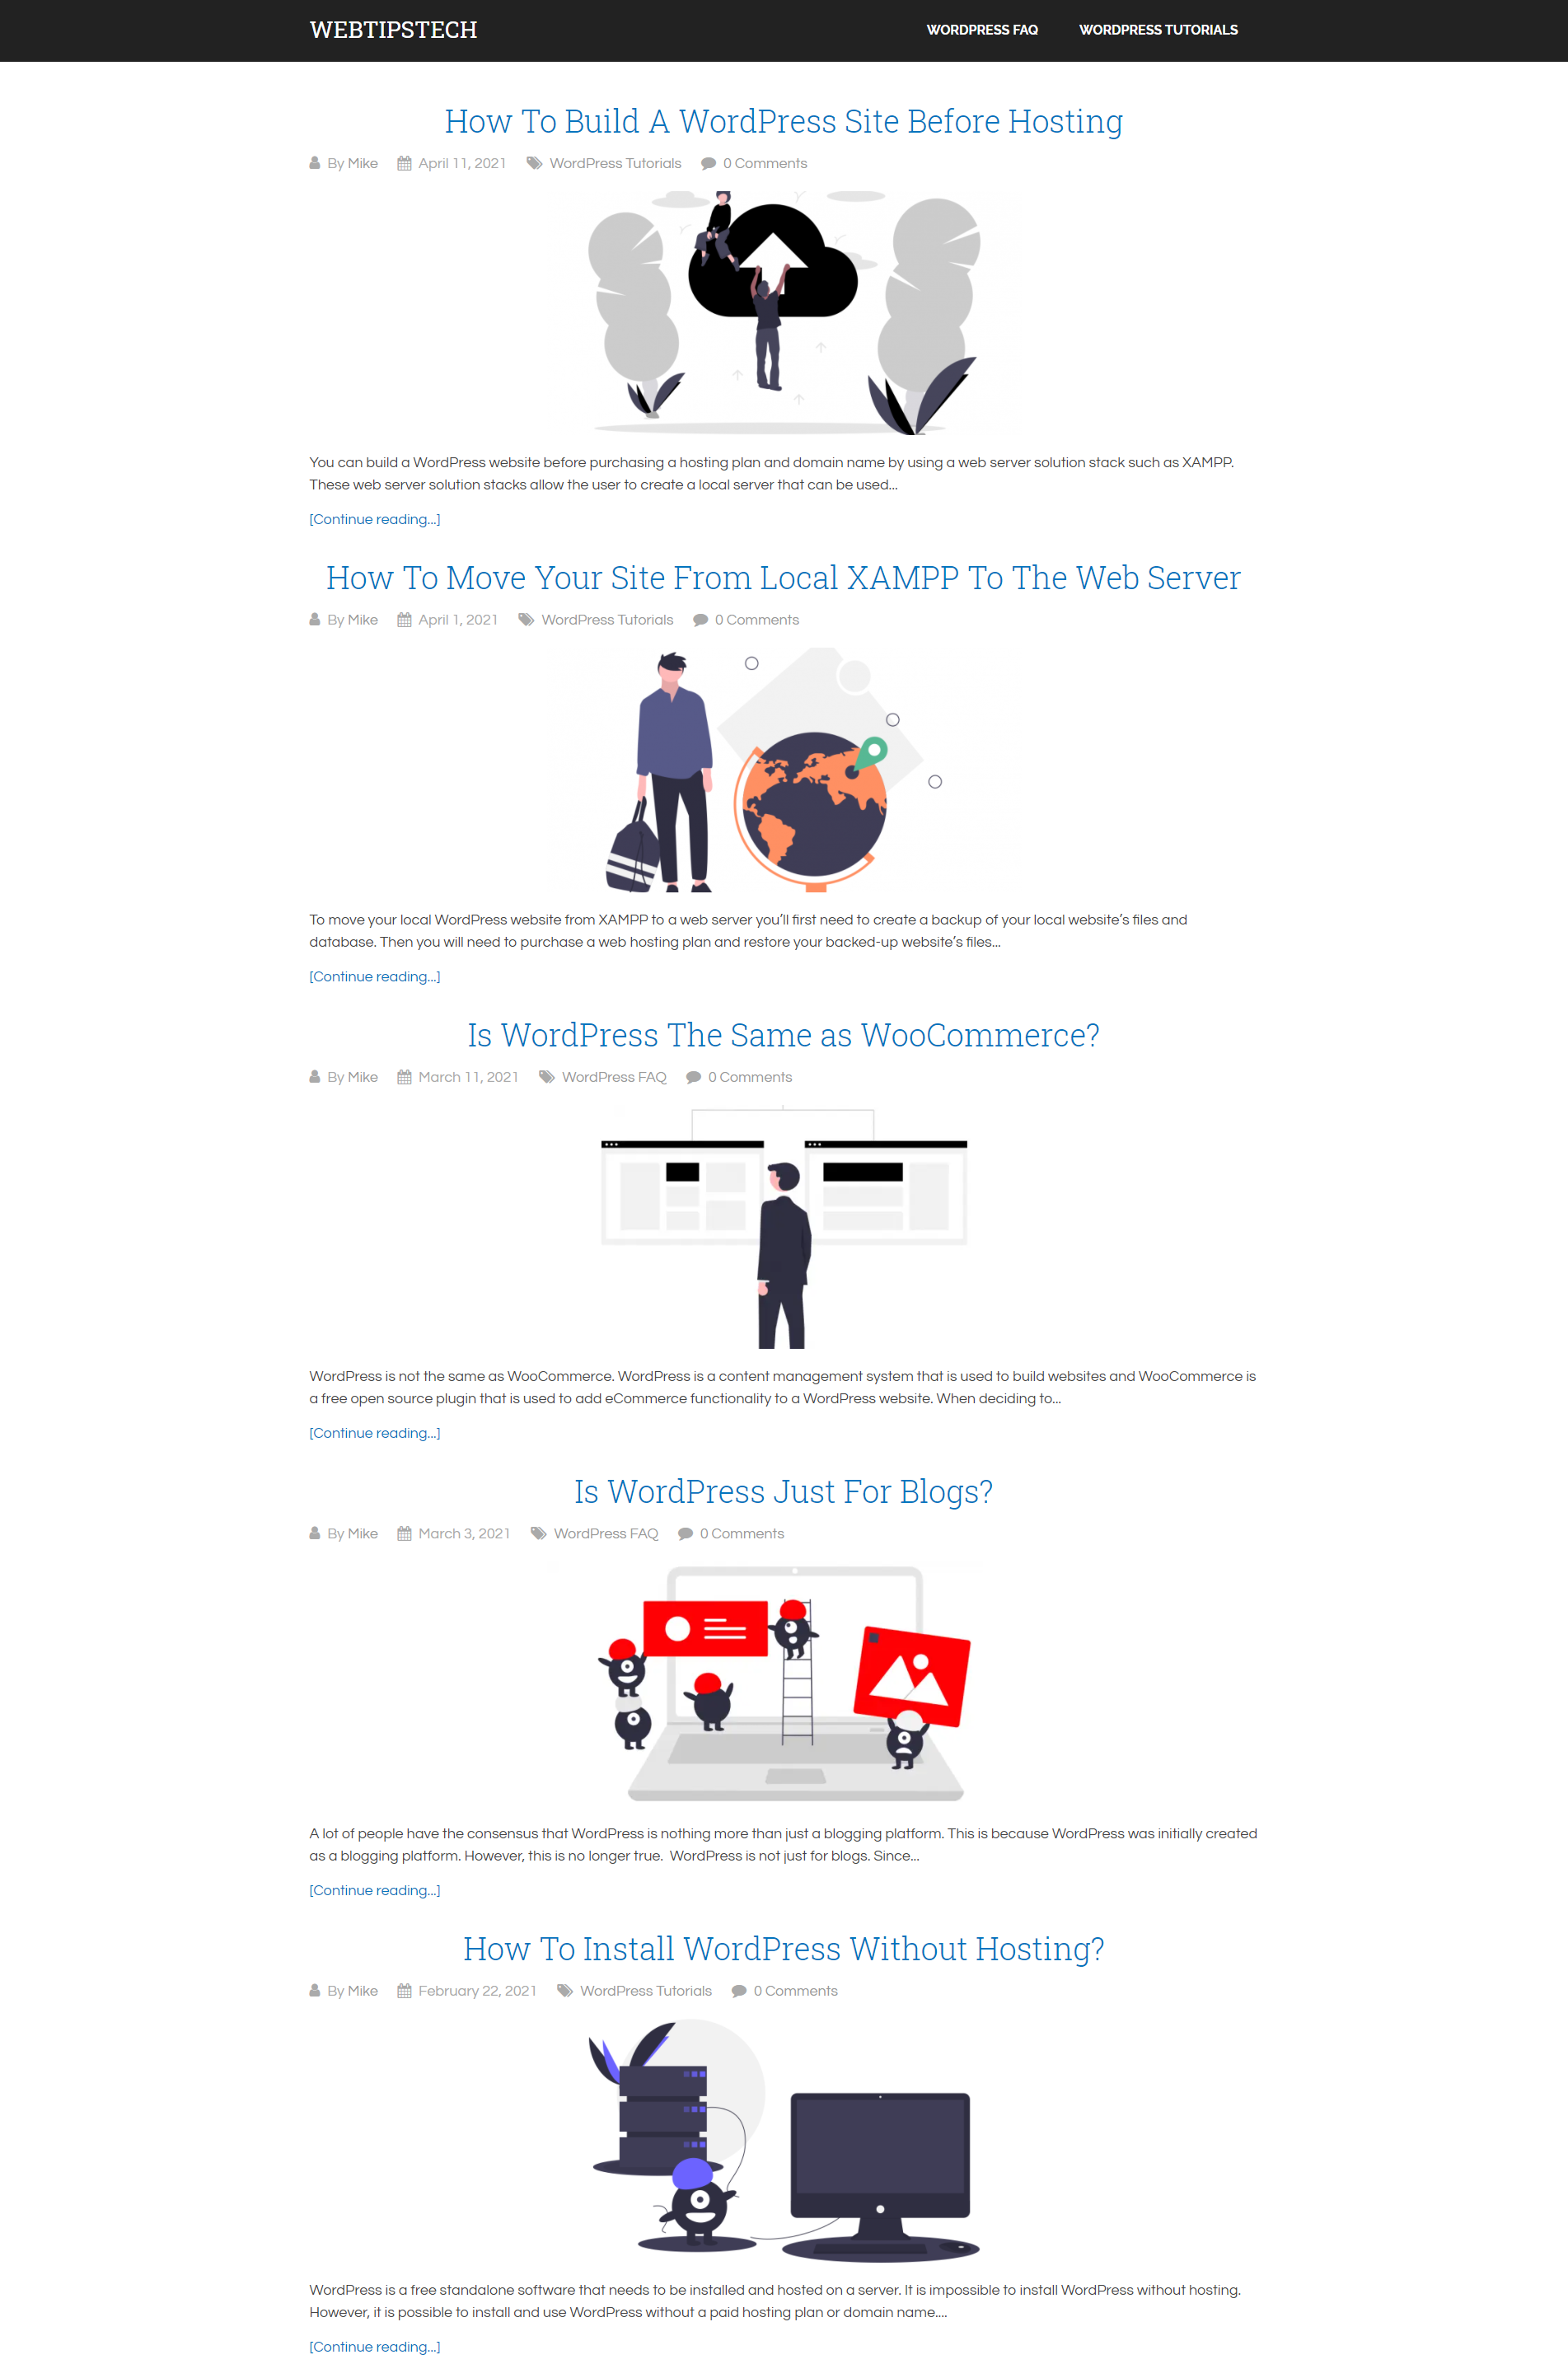 WEBTIPSTECH
WORDPRESS FAQ
WORDPRESS TUTORIALS
How To Build A WordPress Site Before Hosting
By Mike April 11, 2021 WordPress Tutorials 0 Comments
You can build a WordPress website before purchasing a hosting plan and domain name by using a web server solution stack such as XAMPP.
These web server solution stacks allow the user to create a local server that can be used...
[Continue reading...]
How To Move Your Site From Local XAMPP To The Web Server
By Mike April 1, 2021 WordPress Tutorials 0 Comments
To move your local WordPress website from XAMPP to a web server you’ll first need to create a backup of your local website’s files and
database. Then you will need to purchase a web hosting plan and restore your backed-up website’s files...
[Continue reading...]
Is WordPress The Same as WooCommerce?
By Mike March 11, 2021 WordPress FAQ 0 Comments
WordPress is not the same as WooCommerce. WordPress is a content management system that is used to build websites and WooCommerce is
a free open source plugin that is used to add eCommerce functionality to a WordPress website. When deciding to...
[Continue reading...]
Is WordPress Just For Blogs?
By Mike March 3, 2021 WordPress FAQ 0 Comments
A lot of people have the consensus that WordPress is nothing more than just a blogging platform. This is because WordPress was initially created
as a blogging platform. However, this is no longer true.  WordPress is not just for blogs. Since...
[Continue reading...]
How To Install WordPress Without Hosting?
By Mike February 22, 2021 WordPress Tutorials 0 Comments
WordPress is a free standalone software that needs to be installed and hosted on a server. It is impossible to install WordPress without hosting.
However, it is possible to install and use WordPress without a paid hosting plan or domain name....
[Continue reading...]